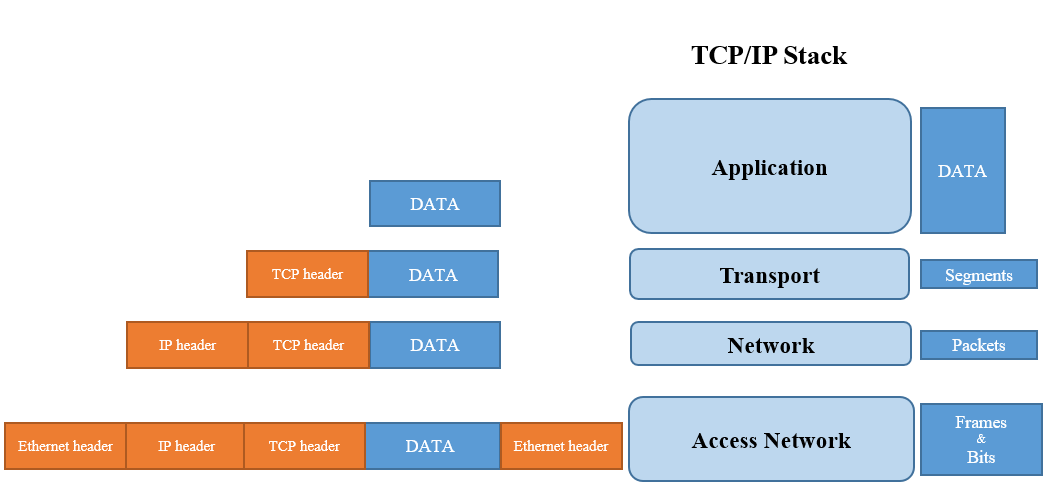 TCP/IP Stack
Application
DATA
DATA
TCP header
DATA
Transport
Segments
IP header
TCP header
DATA
Network
Packets
Ethernet header
IP header
TCP header
DATA
Ethernet header
Access Network
Frames
&
Bits